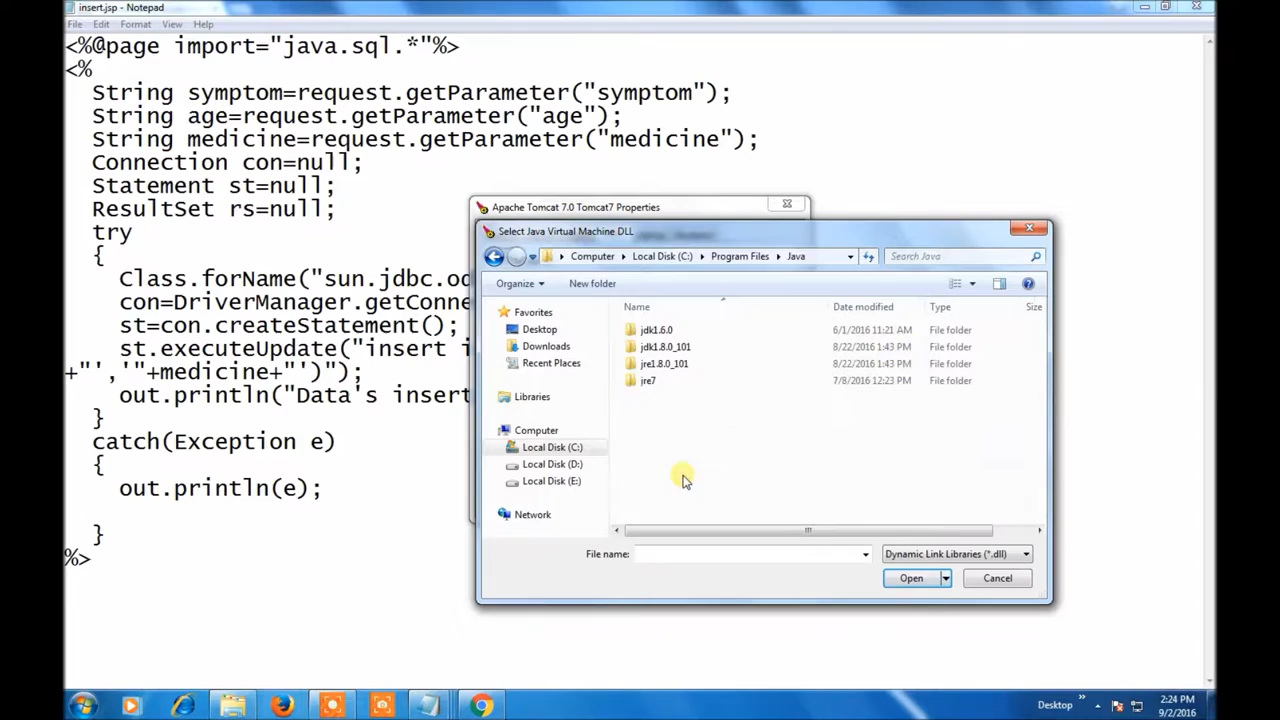 insert.jsp - Notepad
File Edit Format View Help
<%@page import="java.sql.*"%>
<%
String symptom=request.getParameter("symptom");
String age=request.getParameter("age");
String medicine=request.getParameter("medicine");
Connection con=null;
Statement st=null;
ResultSet rs=null;
try
{
Class.forName("sun.jdbc.od
con=DriverManager.getConne
st=con.createStatement();
st.executeUpdate("insert i
+"','"+medicine+"')");
out.println("Data's insert
}
catch(Exception e)
{
out.println(e);
}
%>
Apache Tomcat 7.0 Tomcat7 Properties
Select Java Virtual Machine DLL
Computer Local Disk (C:) Program Files Java
Search Java
Organize New folder
Favorites
Desktop
Downloads
Recent Places
Libraries
Computer
Local Disk (C:)
Local Disk (D:)
Local Disk (E:)
Network
Name Date modified Type Size
jdk1.6.0 6/1/2016 11:21 AM File folder
jdk1.8.0_101 8/22/2016 1:43 PM File folder
jre1.8.0_101 8/22/2016 1:43 PM File folder
jre7 7/8/2016 12:23 PM File folder
File name: Dynamic Link Libraries (*.dll)
Open Cancel
Desktop » 2:24 PM
9/2/2016